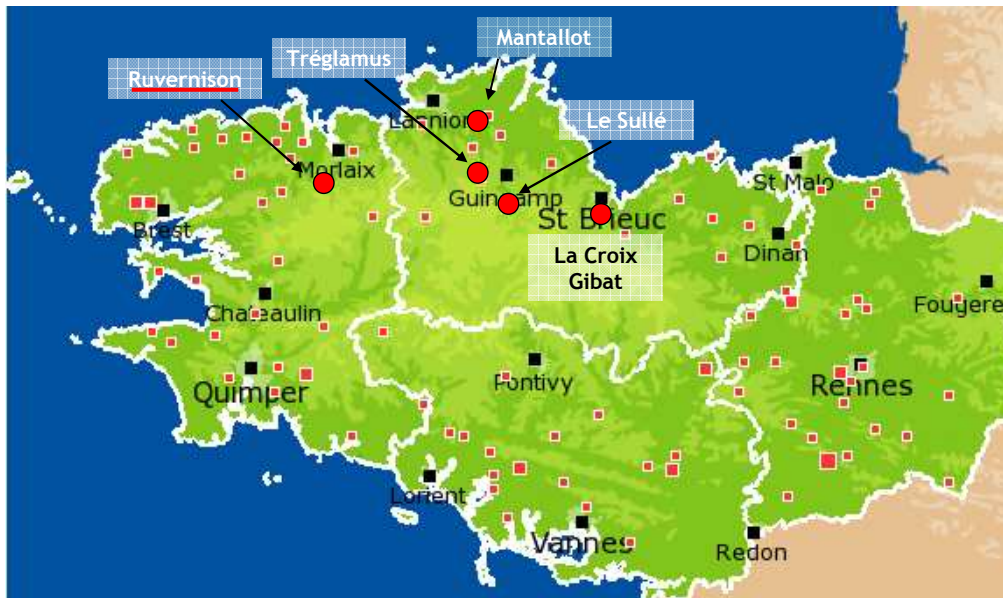 Mantallot
Tréglamus
Ruvernison
Le Sullé
Lannion
Morlaix
Guingamp
St Brieuc
St Malo
Brest
La Croix
Gibat
Dinan
Chateaulin
Fougere
Quimper
Pontivy
Rennes
Lorient
Vannes
Redon